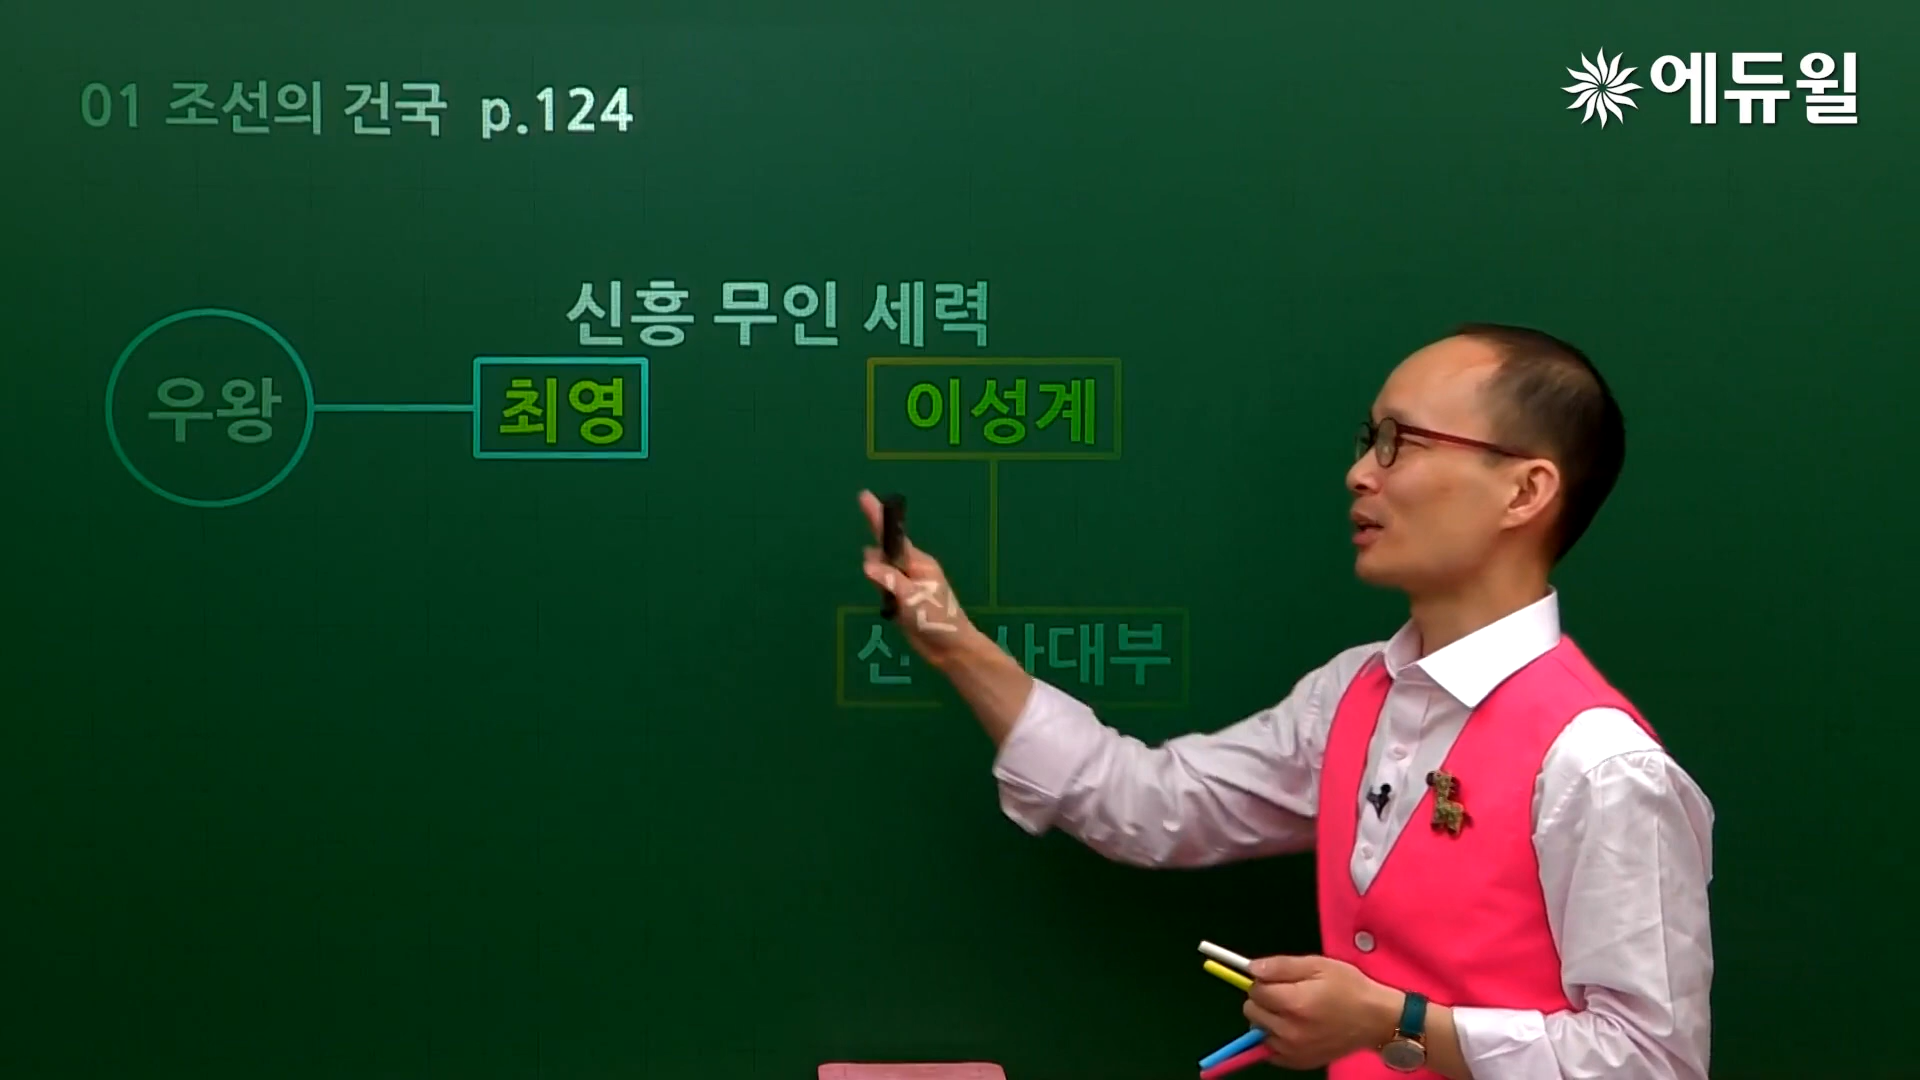 01 조선의 건국 p.124
에듀윌
신흥 무인 세력
우왕
최영
이성계
사대부